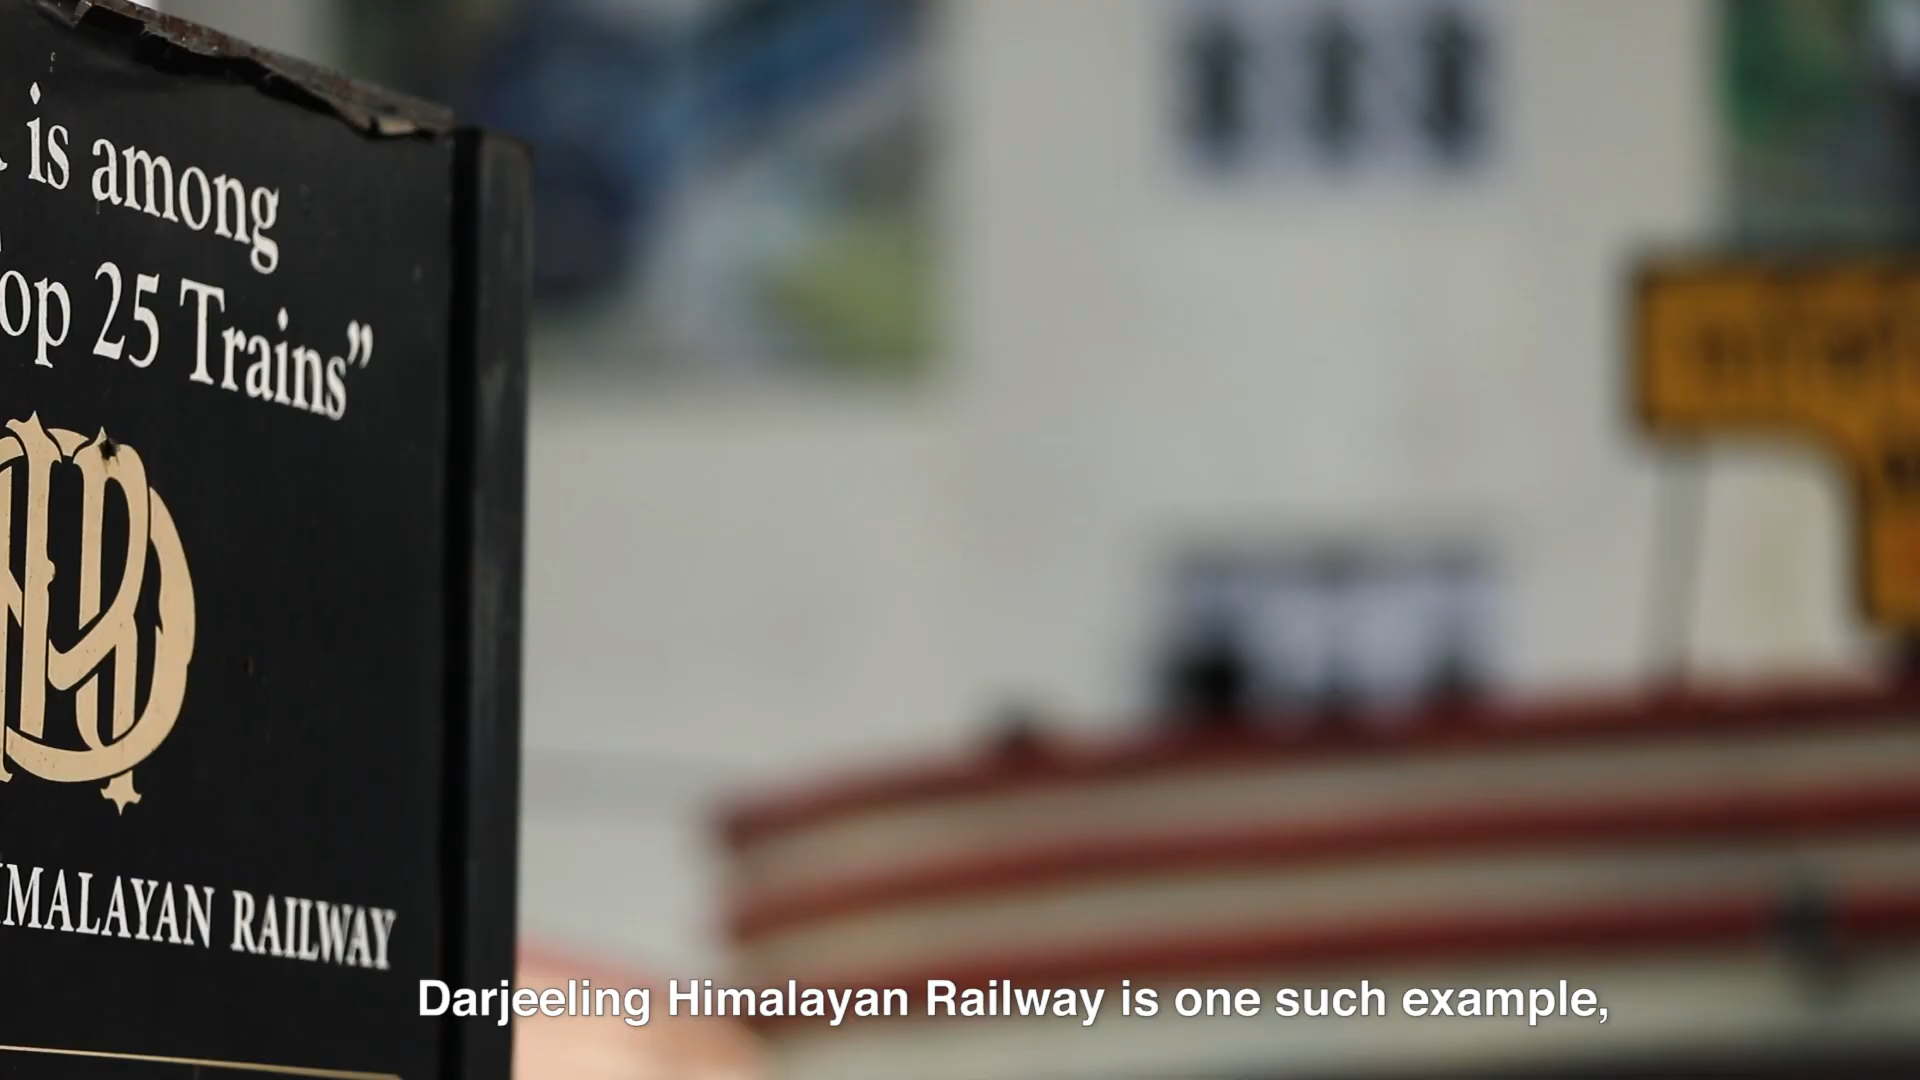 is among
op 25 Trains”
IMALAYAN RAILWAY
Darjeeling Himalayan Railway is one such example,